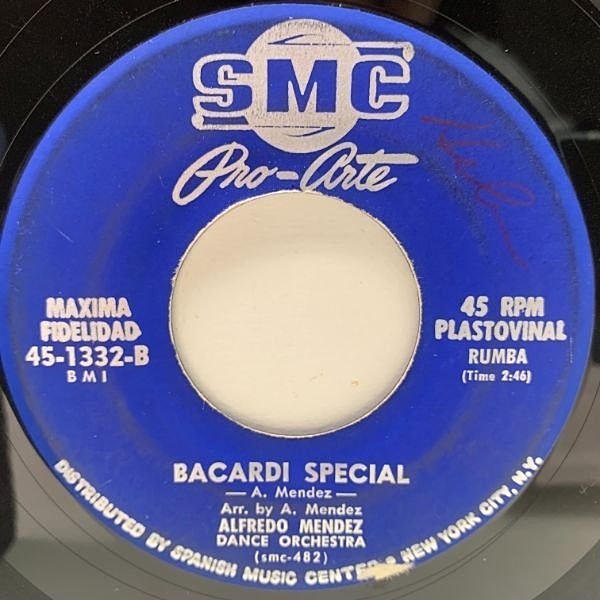 SMC
Pro-Arte
MAXIMA
FIDELIDAD
45-1332-B
BMI
45 RPM
PLASTOVINAL
RUMBA
(Time 2:46)
BACARDI SPECIAL
— A. Mendez —
Arr. by A. Mendez
ALFREDO MENDEZ
DANCE ORCHESTRA
(smc-482)
DISTRIBUTED BY SPANISH MUSIC CENTER NEW YORK CITY, N.Y.